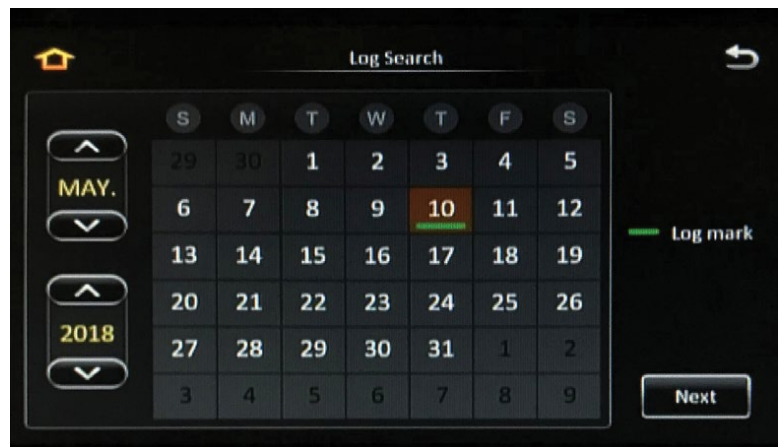 Log Search
S M T W T F S
29 30 1 2 3 4 5
MAY.
6 7 8 9 10 11 12
Log mark
13 14 15 16 17 18 19
20 21 22 23 24 25 26
2018
27 28 29 30 31 1 2
3 4 5 6 7 8 9
Next